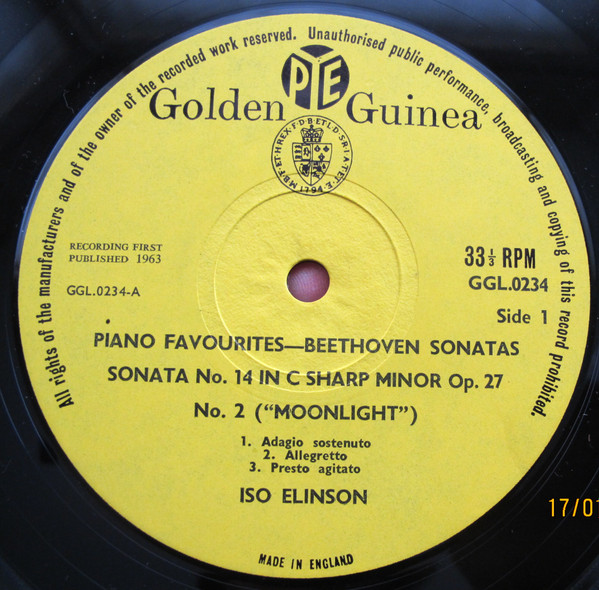 All rights of the manufacturers and of the owner of the recorded work reserved. Unauthorised public performance, broadcasting and copying of this record prohibited.
PYE
Golden Guinea
RECORDING FIRST
PUBLISHED 1963
33⅓ RPM
GGL.0234-A
GGL.0234
Side 1
PIANO FAVOURITES—BEETHOVEN SONATAS
SONATA No. 14 IN C SHARP MINOR Op. 27
No. 2 ("MOONLIGHT")
1. Adagio sostenuto
2. Allegretto
3. Presto agitato
ISO ELINSON
17/0
MADE IN ENGLAND